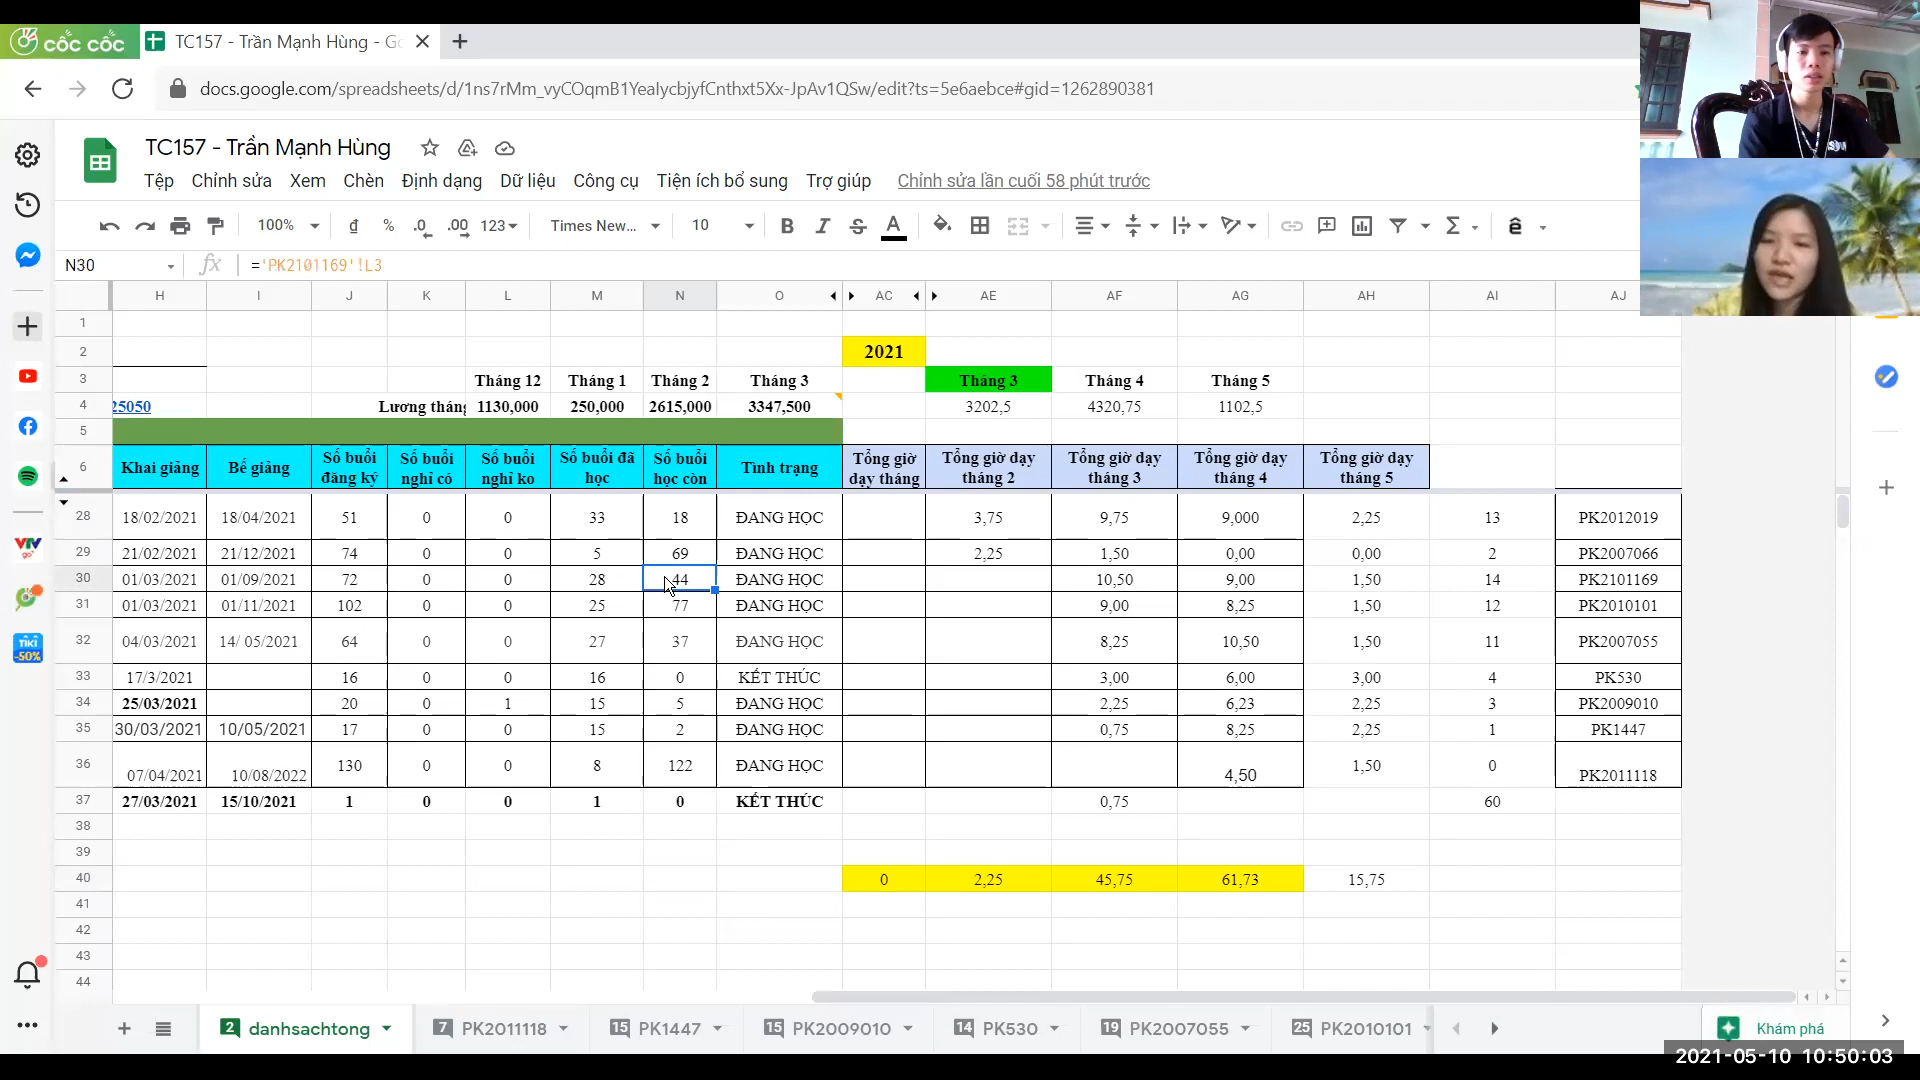 cốc cốc
TC157 - Trần Mạnh Hùng - Go
docs.google.com/spreadsheets/d/1ns7rMm_vyCOqmB1YeaIycbjyfCnthxt5Xx-JpAv1QSw/edit?ts=5e6aebce#gid=1262890381
TC157 - Trần Mạnh Hùng
Tệp Chỉnh sửa Xem Chèn Định dạng Dữ liệu Công cụ Tiện ích bổ sung Trợ giúp Chỉnh sửa lần cuối 58 phút trước
100% đ % .0 .00 123 Times New... 10 B I S A
N30 fx ='PK2101169'!L3
H I J K L M N O AC AE AF AG AH AI AJ
1
2 2021
3 Tháng 12 Tháng 1 Tháng 2 Tháng 3 Tháng 3 Tháng 4 Tháng 5
4 25050 Lương tháng 1130,000 250,000 2615,000 3347,500 3202,5 4320,75 1102,5
5
6 Khai giảng Bế giảng Số buổi đăng ký Số buổi nghỉ có Số buổi nghỉ ko Số buổi đã học Số buổi học còn Tình trạng Tổng giờ dạy tháng Tổng giờ dạy tháng 2 Tổng giờ dạy tháng 3 Tổng giờ dạy tháng 4 Tổng giờ dạy tháng 5
28 18/02/2021 18/04/2021 51 0 0 33 18 ĐANG HỌC 3,75 9,75 9,000 2,25 13 PK2012019
29 21/02/2021 21/12/2021 74 0 0 5 69 ĐANG HỌC 2,25 1,50 0,00 0,00 2 PK2007066
30 01/03/2021 01/09/2021 72 0 0 28 44 ĐANG HỌC 10,50 9,00 1,50 14 PK2101169
31 01/03/2021 01/11/2021 102 0 0 25 77 ĐANG HỌC 9,00 8,25 1,50 12 PK2010101
32 04/03/2021 14/ 05/2021 64 0 0 27 37 ĐANG HỌC 8,25 10,50 1,50 11 PK2007055
33 17/3/2021 16 0 0 16 0 KẾT THÚC 3,00 6,00 3,00 4 PK530
34 25/03/2021 20 0 1 15 5 ĐANG HỌC 2,25 6,23 2,25 3 PK2009010
35 30/03/2021 10/05/2021 17 0 0 15 2 ĐANG HỌC 0,75 8,25 2,25 1 PK1447
36 07/04/2021 10/08/2022 130 0 0 8 122 ĐANG HỌC 4,50 1,50 0 PK2011118
37 27/03/2021 15/10/2021 1 0 0 1 0 KẾT THÚC 0,75 60
38
39
40 0 2,25 45,75 61,73 15,75
41
42
43
44
VTV go
TIKI -50%
2 danhsachtong 7 PK2011118 15 PK1447 15 PK2009010 14 PK530 19 PK2007055 25 PK2010101 Khám phá
2021-05-10 10:50:03